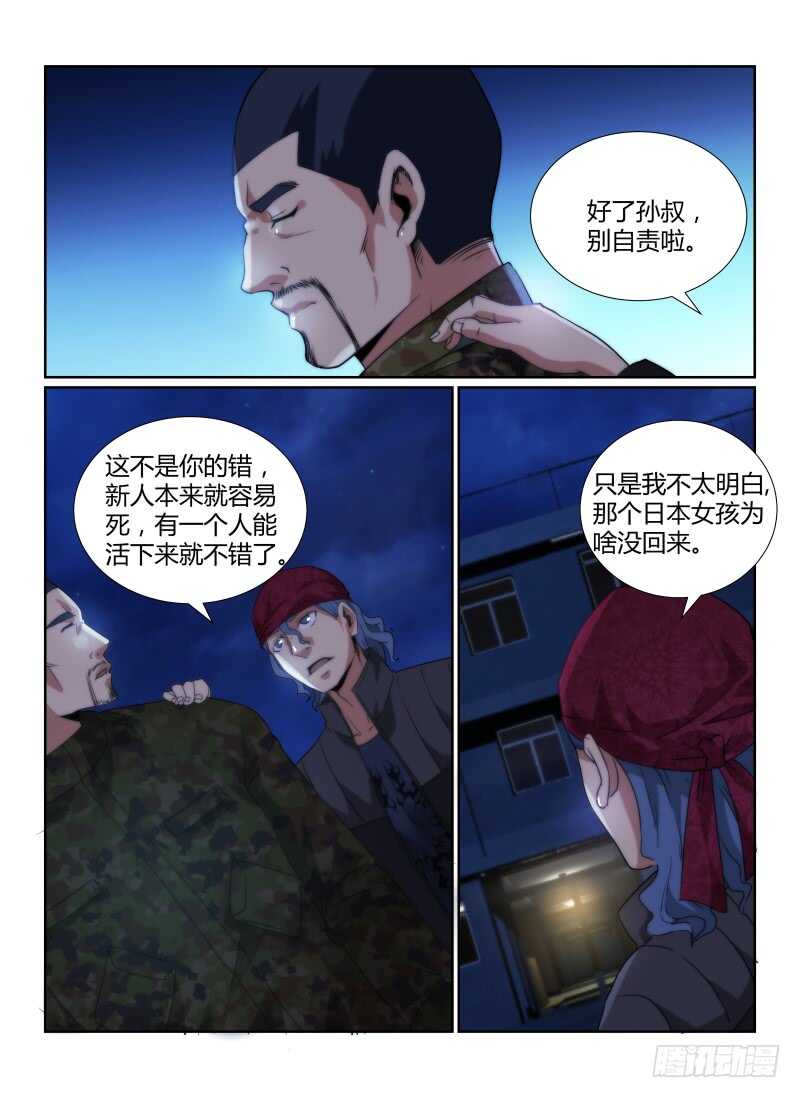 好了孙叔，
别自责啦。
这不是你的错，
新人本来就容易
死，有一个人能
活下来就不错了。
只是我不太明白,
那个日本女孩为
啥没回来。
腾讯动漫